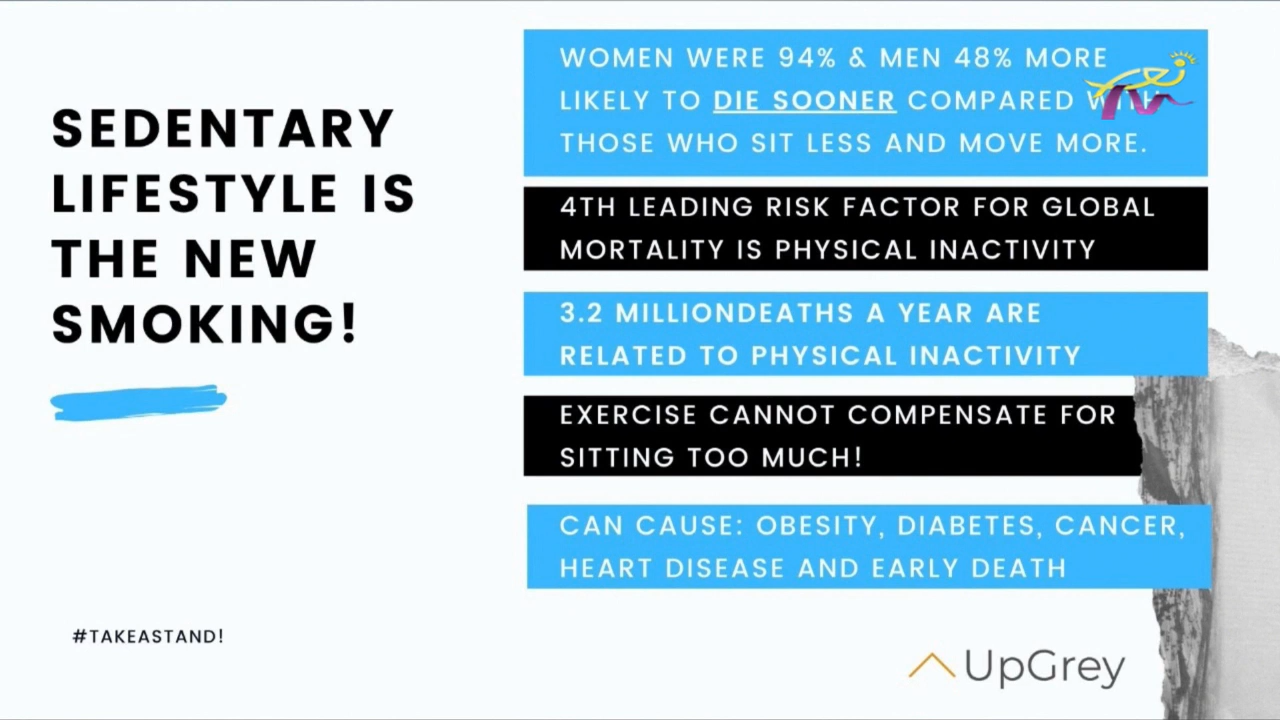 SEDENTARY
LIFESTYLE IS
THE NEW
SMOKING!
#TAKEASTAND!
WOMEN WERE 94% & MEN 48% MORE
LIKELY TO DIE SOONER COMPARED WITH
THOSE WHO SIT LESS AND MOVE MORE.
4TH LEADING RISK FACTOR FOR GLOBAL
MORTALITY IS PHYSICAL INACTIVITY
3.2 MILLIONDEATHS A YEAR ARE
RELATED TO PHYSICAL INACTIVITY
EXERCISE CANNOT COMPENSATE FOR
SITTING TOO MUCH!
CAN CAUSE: OBESITY, DIABETES, CANCER,
HEART DISEASE AND EARLY DEATH
UpGrey